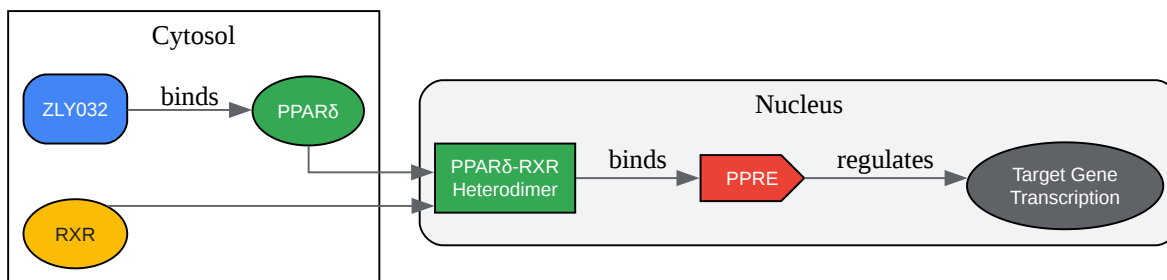 Cytosol
ZLY032
binds
PPARδ
RXR
Nucleus
PPARδ-RXR
Heterodimer
binds
PPRE
regulates
Target Gene
Transcription